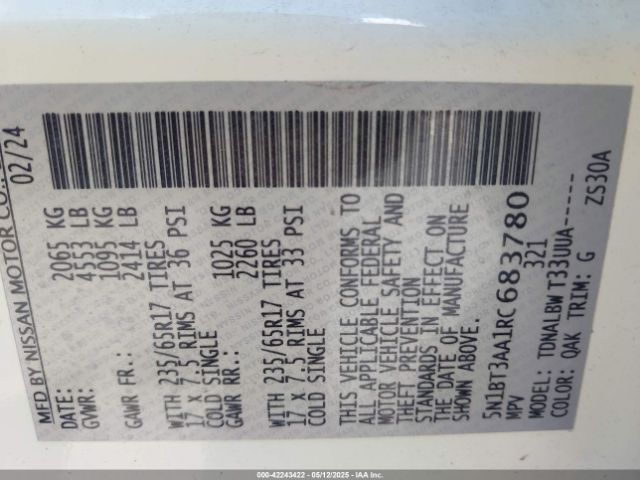 MFD BY NISSAN MOTOR CO.
DATE: 02/24
GVWR: 2065 KG
4553 LB
GAWR FR.: 1095 KG
2414 LB
WITH 235/65R17 TIRES
17 X 7.5 RIMS AT 36 PSI
COLD SINGLE
GAWR RR.: 1025 KG
2260 LB
WITH 235/65R17 TIRES
17 X 7.5 RIMS AT 33 PSI
COLD SINGLE
THIS VEHICLE CONFORMS TO
ALL APPLICABLE FEDERAL
MOTOR VEHICLE SAFETY AND
THEFT PREVENTION
STANDARDS IN EFFECT ON
THE DATE OF MANUFACTURE
SHOWN ABOVE.
5N1BT3AA1RC683780
MPV 321
MODEL: TDNALBW T33UUA-----
COLOR: QAK TRIM: G ZS30A
000-42243422 - 05/12/2025 - IAAI.COM